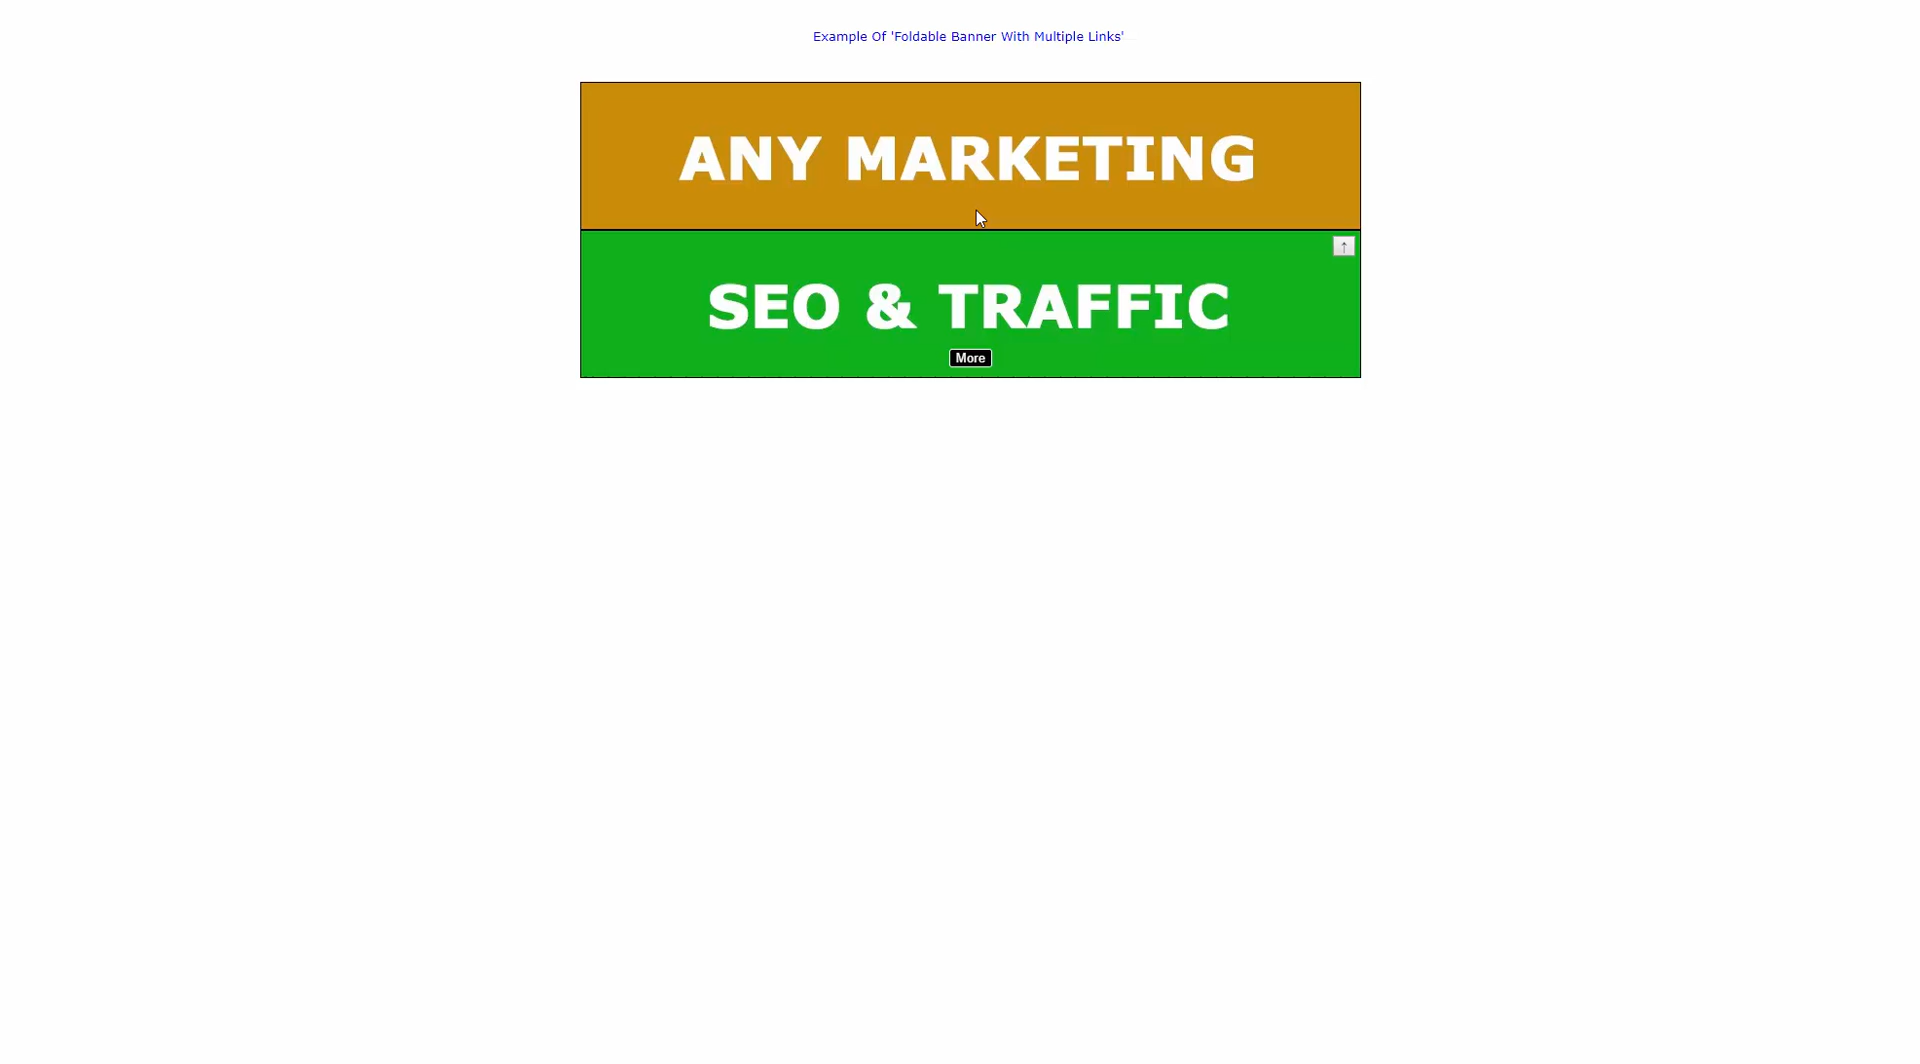 Example Of 'Foldable Banner With Multiple Links'
ANY MARKETING
↑
SEO & TRAFFIC
More